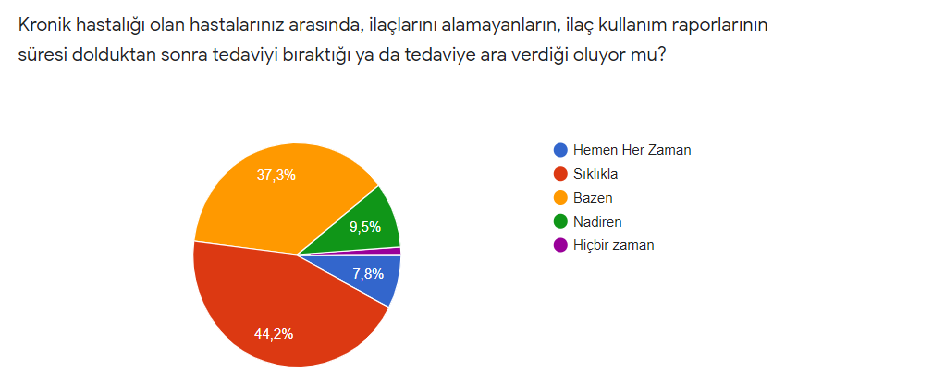 Kronik hastalığı olan hastalarınız arasında, ilaçlarını alamayanların, ilaç kullanım raporlarının
süresi dolduktan sonra tedaviyi bıraktığı ya da tedaviye ara verdiği oluyor mu?
37,3%
9,5%
7,8%
44,2%
Hemen Her Zaman
Sıklıkla
Bazen
Nadiren
Hiçbir zaman